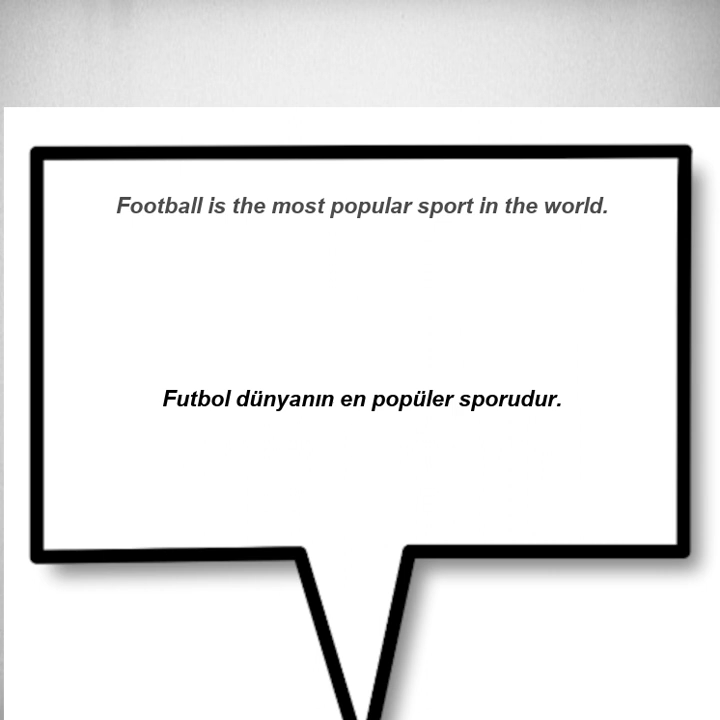 Football is the most popular sport in the world.
Futbol dünyanın en popüler sporudur.